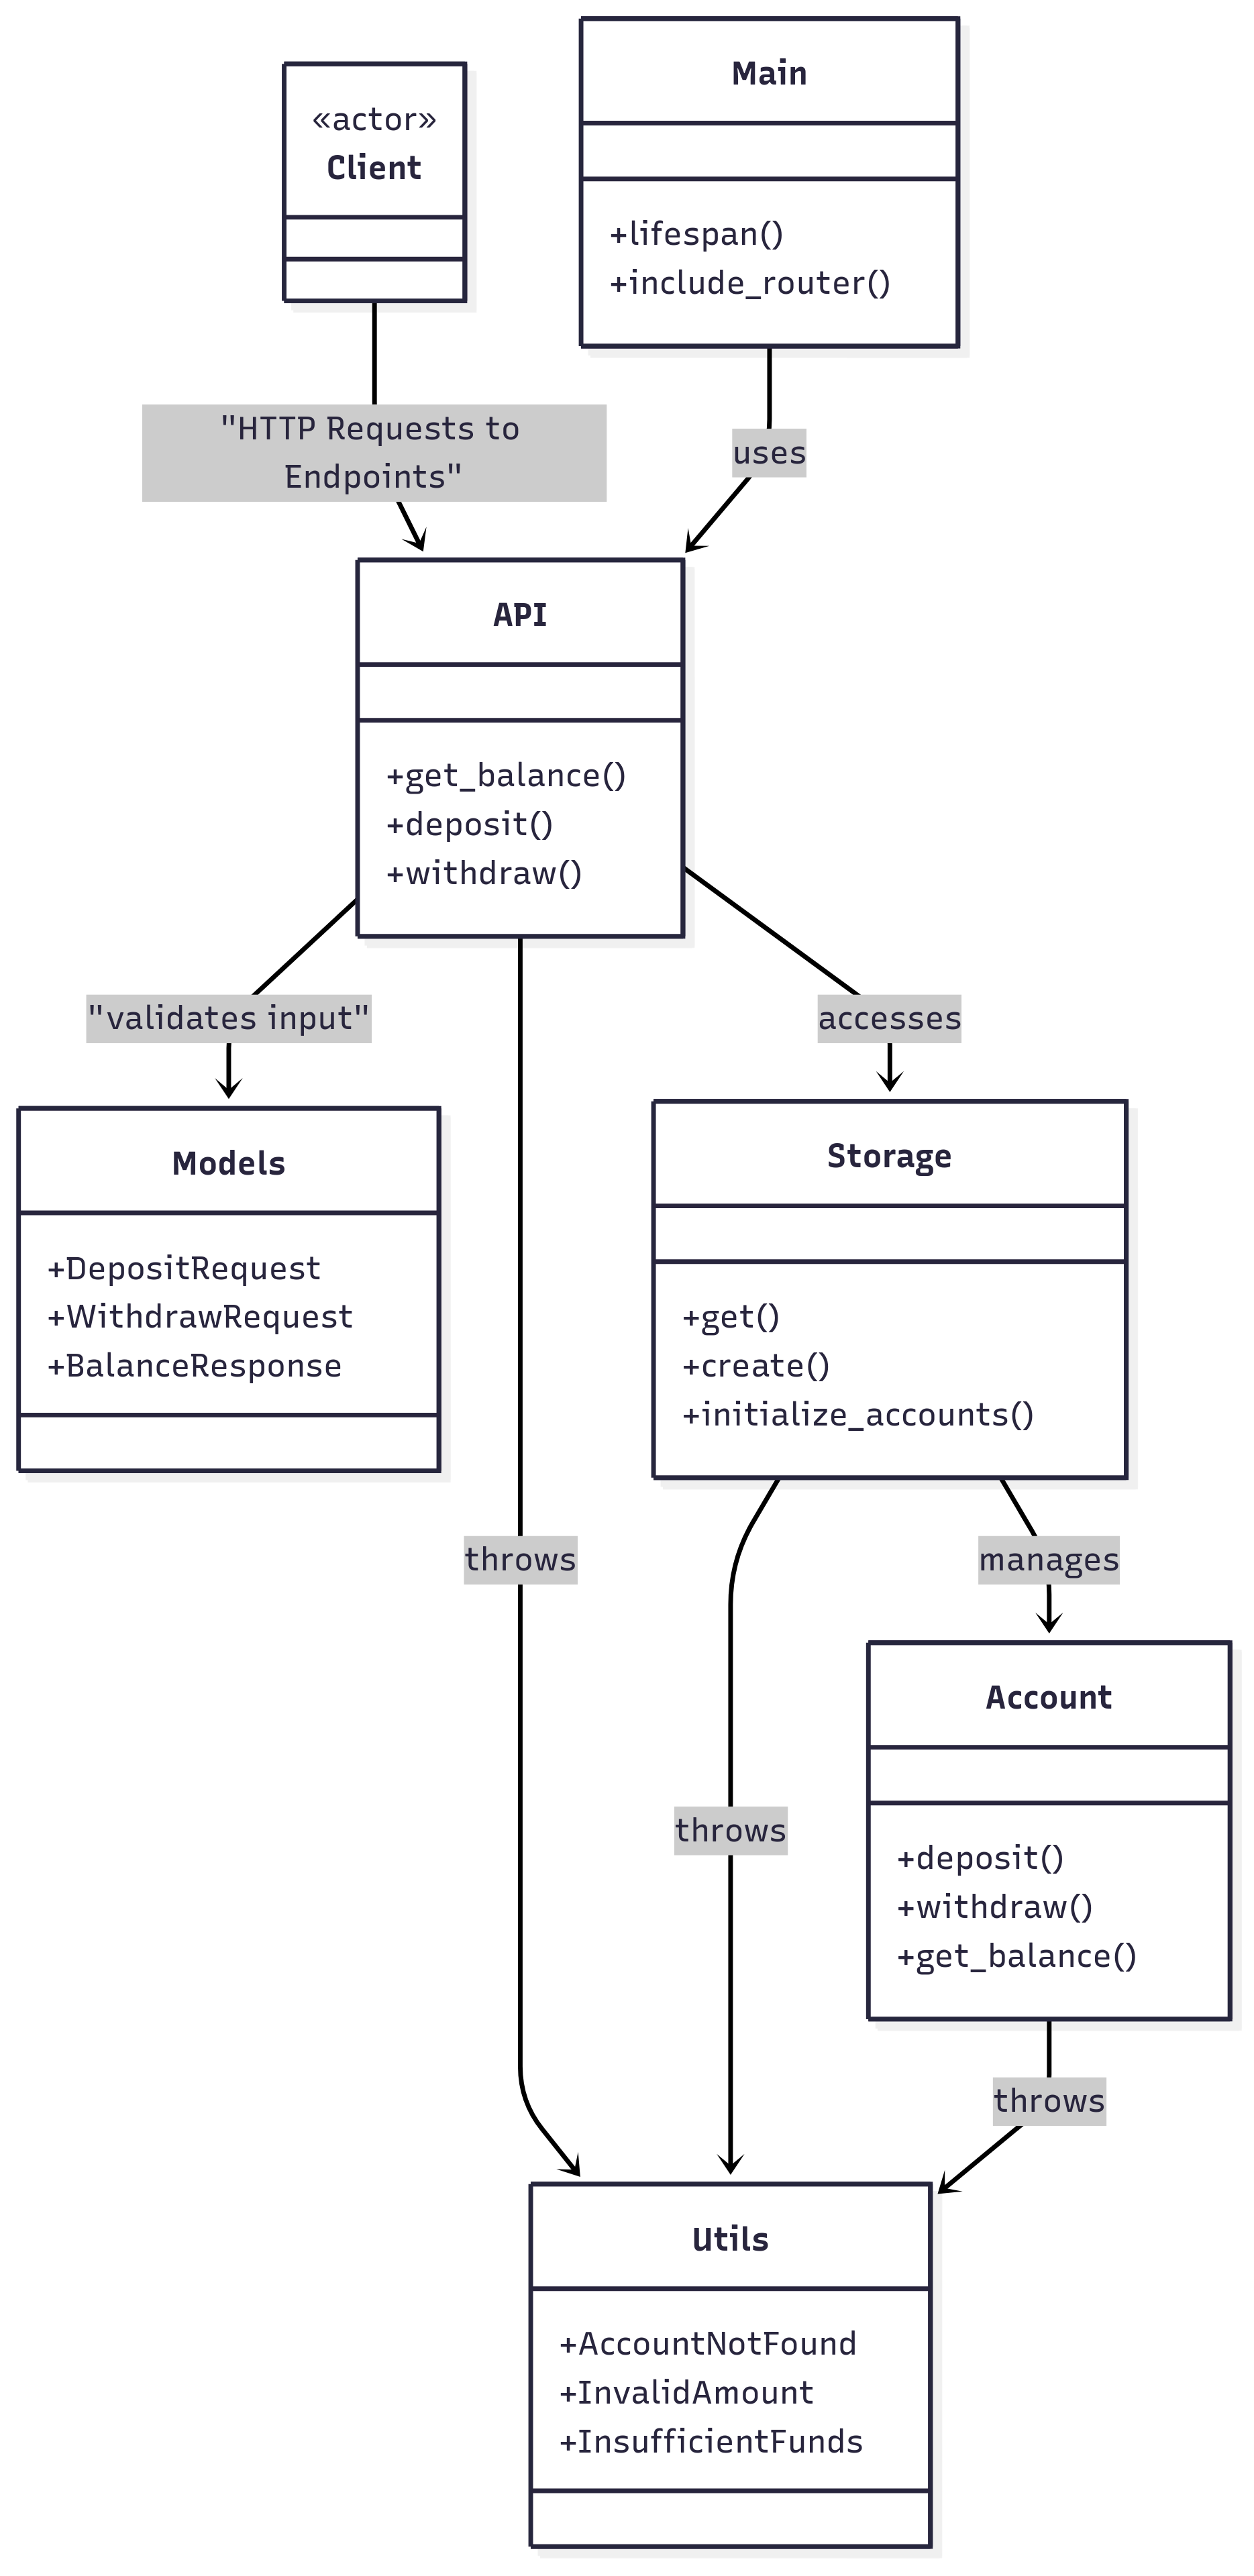 Main
«actor»
Client
+lifespan()
+include_router()
"HTTP Requests to
Endpoints"
uses
API
+get_balance()
+deposit()
+withdraw()
"validates input"
accesses
Models
+DepositRequest
+WithdrawRequest
+BalanceResponse
Storage
+get()
+create()
+initialize_accounts()
throws
manages
Account
throws
+deposit()
+withdraw()
+get_balance()
throws
Utils
+AccountNotFound
+InvalidAmount
+InsufficientFunds